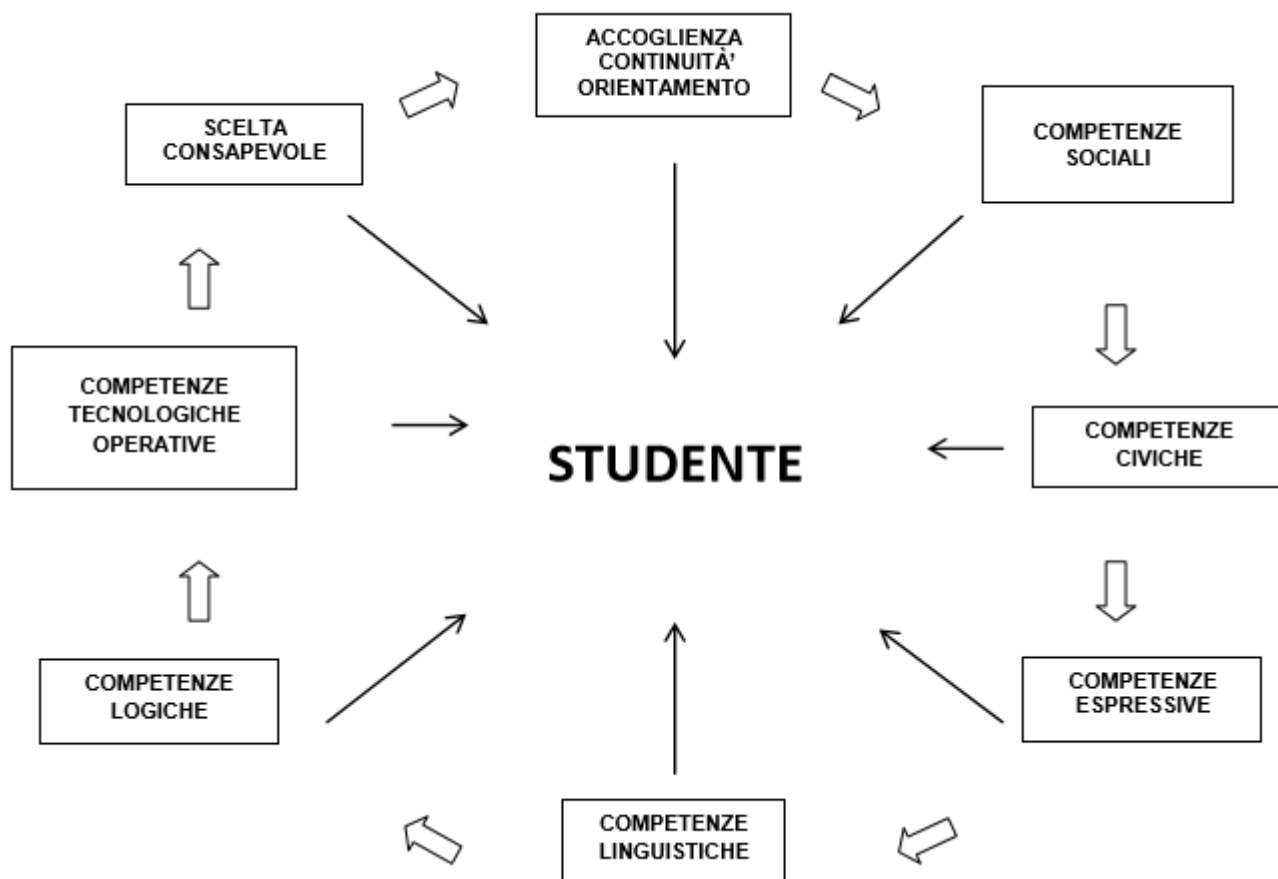 ACCOGLIENZA
CONTINUITÀ'
ORIENTAMENTO
SCELTA
CONSAPEVOLE
COMPETENZE
SOCIALI
COMPETENZE
TECNOLOGICHE
OPERATIVE
STUDENTE
COMPETENZE
CIVICHE
COMPETENZE
LOGICHE
COMPETENZE
ESPRESSIVE
COMPETENZE
LINGUISTICHE